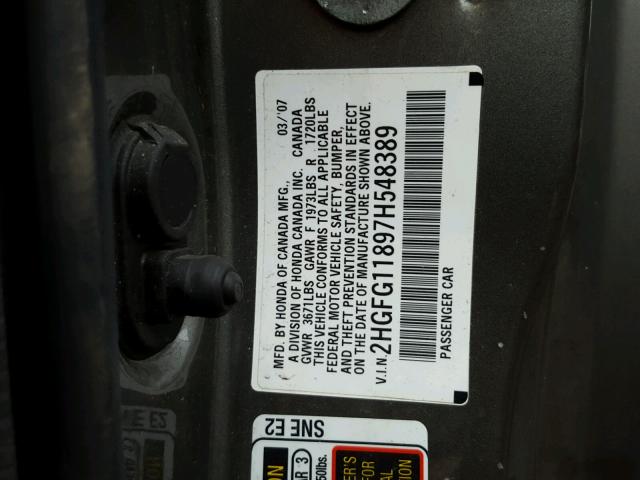 MFD. BY HONDA OF CANADA MFG., 03/'07
A DIVISION OF HONDA CANADA INC. CANADA
GVWR 3671LBS GAWR F 1973LBS R 1720LBS
THIS VEHICLE CONFORMS TO ALL APPLICABLE
FEDERAL MOTOR VEHICLE SAFETY, BUMPER,
AND THEFT PREVENTION STANDARDS IN EFFECT
ON THE DATE OF MANUFACTURE SHOWN ABOVE.
V.I.N. 2HGFG11897H548389
PASSENGER CAR
SNE E2